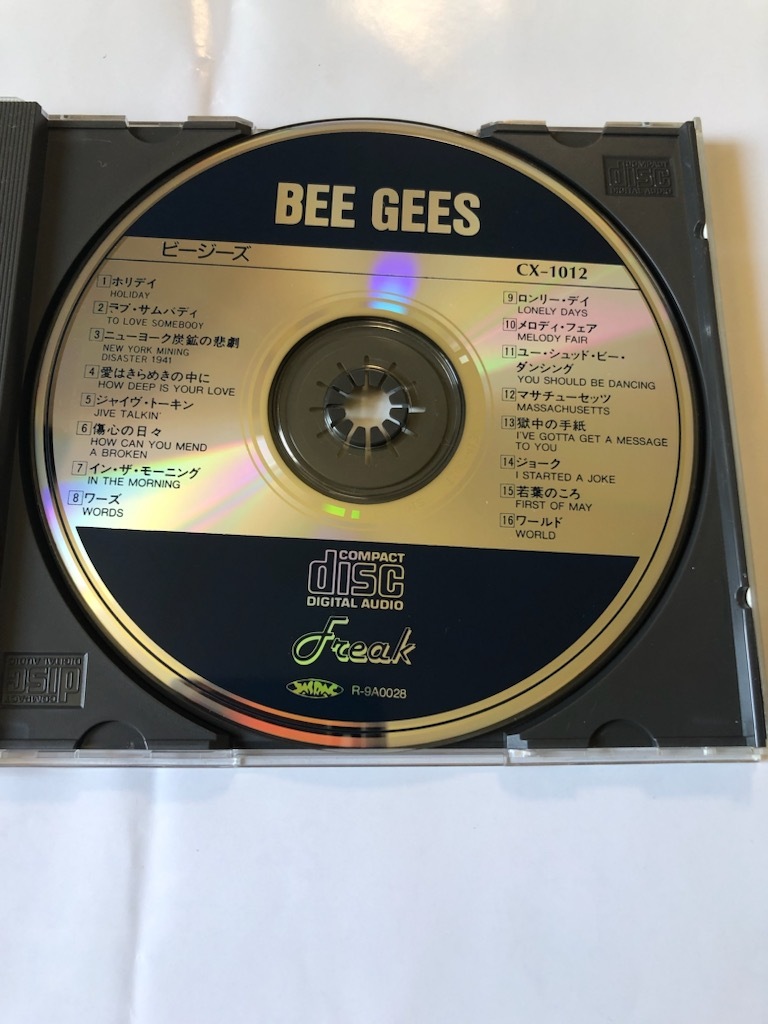 BEE GEES
ビージーズ
CX-1012
1 ホリデイ
HOLIDAY
2 ラブ・サムバディ
TO LOVE SOMEBODY
3 ニューヨーク炭鉱の悲劇
NEW YORK MINING
DISASTER 1941
4 愛はきらめきの中に
HOW DEEP IS YOUR LOVE
5 ジャイヴ・トーキン
JIVE TALKIN'
6 傷心の日々
HOW CAN YOU MEND
A BROKEN
7 イン・ザ・モーニング
IN THE MORNING
8 ワーズ
WORDS
9 ロンリー・デイ
LONELY DAYS
10 メロディ・フェア
MELODY FAIR
11 ユー・シュッド・ビー・
ダンシング
YOU SHOULD BE DANCING
12 マサチューセッツ
MASSACHUSETTS
13 獄中の手紙
I'VE GOTTA GET A MESSAGE
TO YOU
14 ジョーク
I STARTED A JOKE
15 若葉のころ
FIRST OF MAY
16 ワールド
WORLD
COMPACT
disc
DIGITAL AUDIO
Freak
R-9A0028
COMPACT
disc
DIGITAL AUDIO
COMPACT
disc
DIGITAL AUDIO